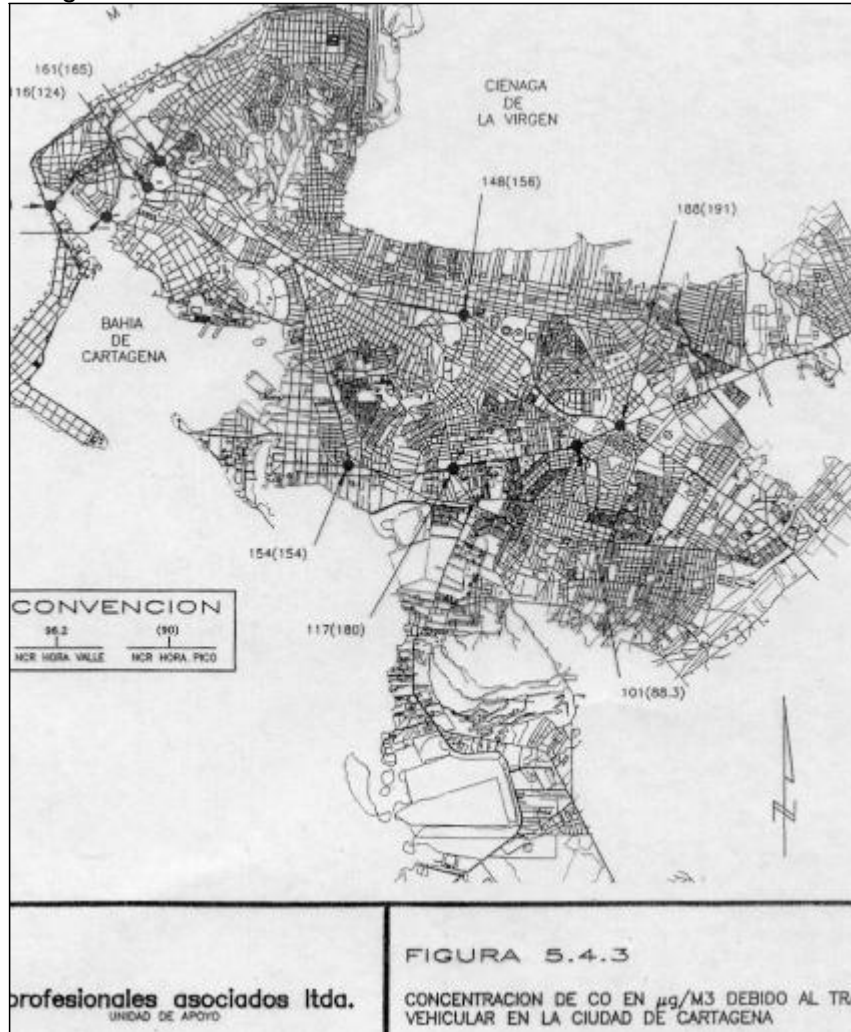 M
161(165)
116(124)
CIENAGA
DE
LA VIRGEN
148(156)
188(191)
BAHIA
DE
CARTAGENA
154(154)
117(180)
101(88.3)
CONVENCION
96.2 (90)
NCR HORA VALLE NCR HORA PICO
N
profesionales asociados ltda.
UNIDAD DE APOYO
FIGURA 5.4.3
CONCENTRACION DE CO EN µg/M3 DEBIDO AL TR
VEHICULAR EN LA CIUDAD DE CARTAGENA